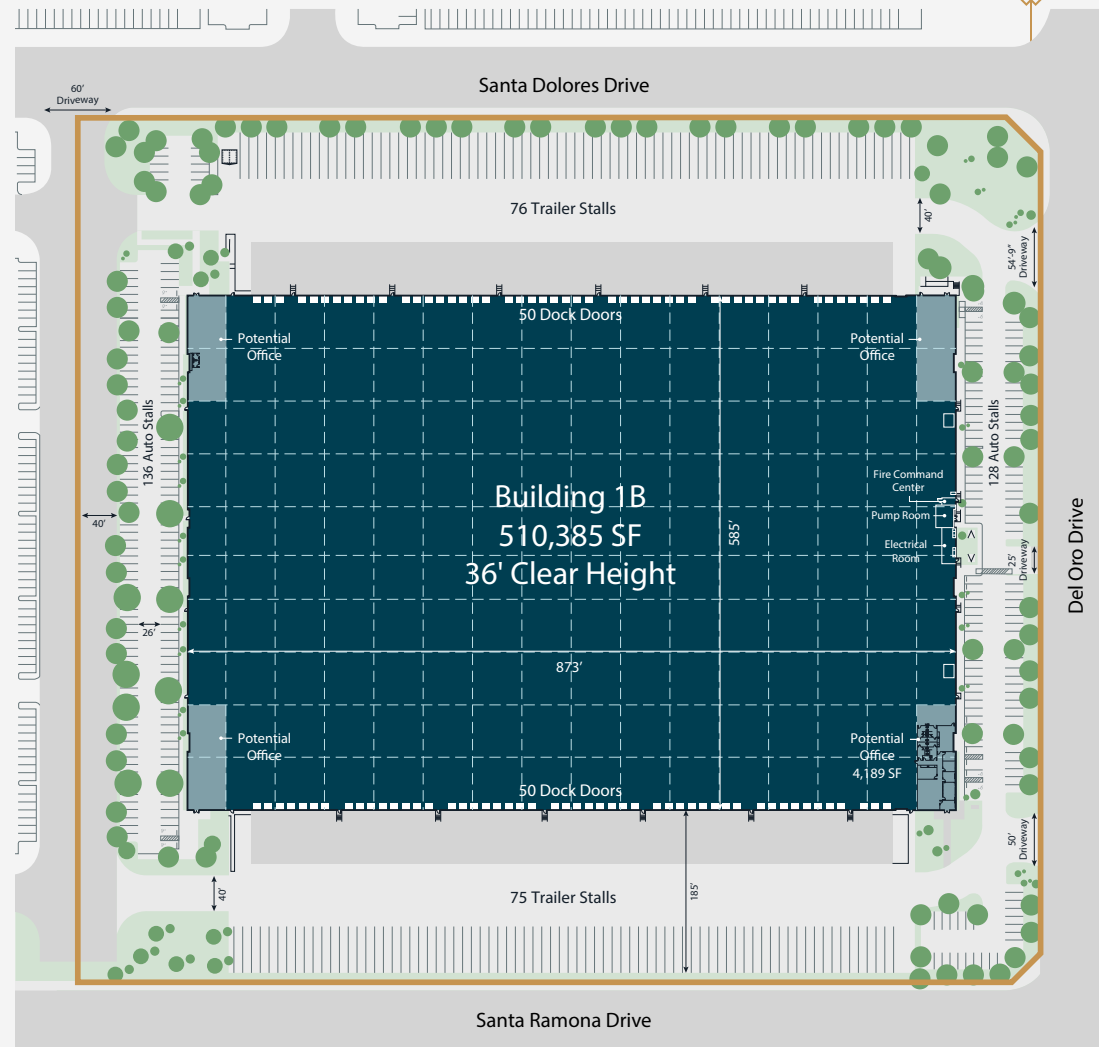 Santa Dolores Drive
60’
Driveway
76 Trailer Stalls
40’
54’-9”
Driveway
50 Dock Doors
Potential
Office
Potential
Office
136 Auto Stalls
128 Auto Stalls
Fire Command
Center
Building 1B
510,385 SF
36' Clear Height
585’
Pump Room
Electrical
Room
40’
25’
Driveway
Del Oro Drive
26’
873’
Potential
Office
Potential
Office
4,189 SF
50 Dock Doors
50’
Driveway
40’
75 Trailer Stalls
185’
Santa Ramona Drive